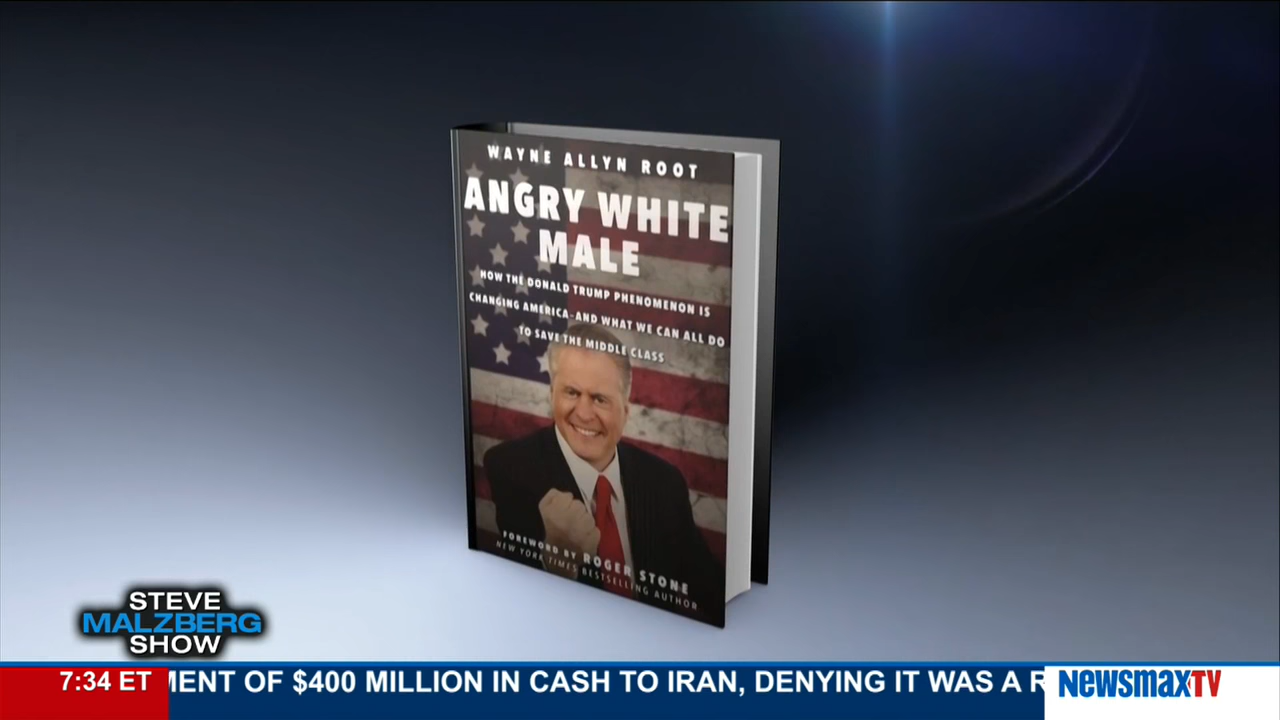 WAYNE ALLYN ROOT
ANGRY WHITE
MALE
HOW THE DONALD TRUMP PHENOMENON IS
CHANGING AMERICA-AND WHAT WE CAN ALL DO
TO SAVE THE MIDDLE CLASS
FOREWORD BY ROGER STONE
NEW YORK TIMES BESTSELLING AUTHOR
STEVE
MALZBERG
SHOW
7:34 ET MENT OF $400 MILLION IN CASH TO IRAN, DENYING IT WAS A R NEWSMAXTV